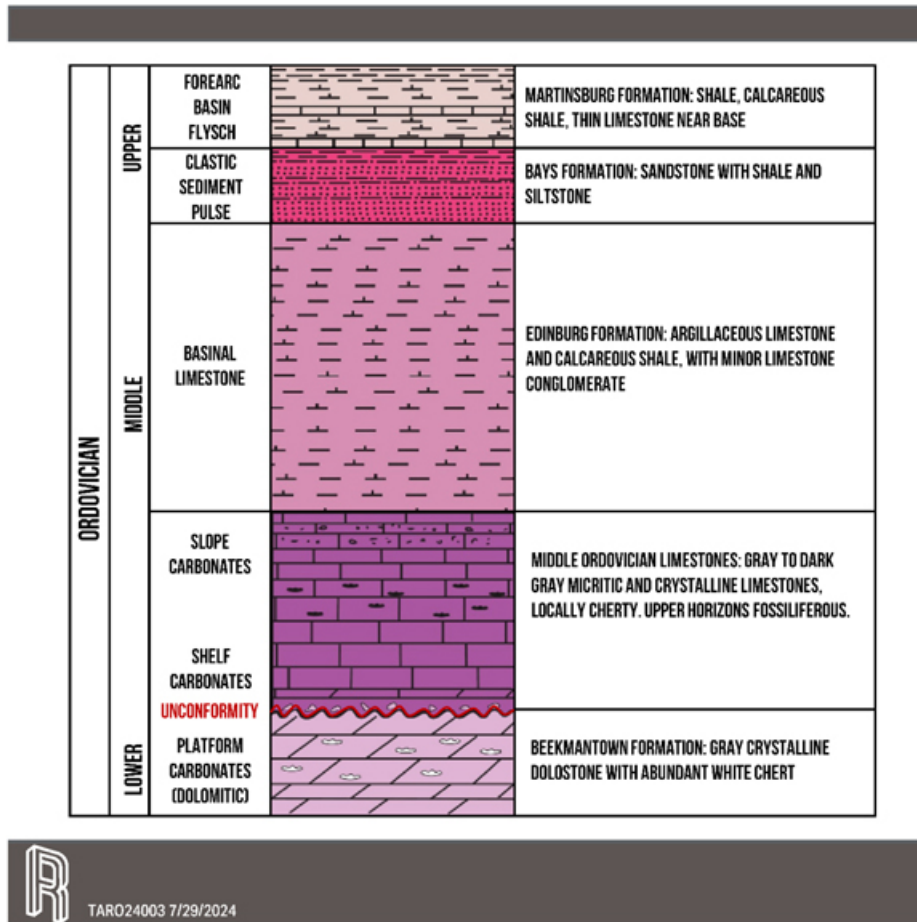 ORDOVICIAN
UPPER
MIDDLE
LOWER
FOREARC
BASIN
FLYSCH
MARTINSBURG FORMATION: SHALE, CALCAREOUS
SHALE, THIN LIMESTONE NEAR BASE
CLASTIC
SEDIMENT
PULSE
BAYS FORMATION: SANDSTONE WITH SHALE AND
SILTSTONE
BASINAL
LIMESTONE
EDINBURG FORMATION: ARGILLACEOUS LIMESTONE
AND CALCAREOUS SHALE, WITH MINOR LIMESTONE
CONGLOMERATE
SLOPE
CARBONATES
SHELF
CARBONATES
MIDDLE ORDOVICIAN LIMESTONES: GRAY TO DARK
GRAY MICRITIC AND CRYSTALLINE LIMESTONES,
LOCALLY CHERTY. UPPER HORIZONS FOSSILIFEROUS.
UNCONFORMITY
PLATFORM
CARBONATES
(DOLOMITIC)
BEEKMANTOWN FORMATION: GRAY CRYSTALLINE
DOLOSTONE WITH ABUNDANT WHITE CHERT
R
TARO24003 7/29/2024